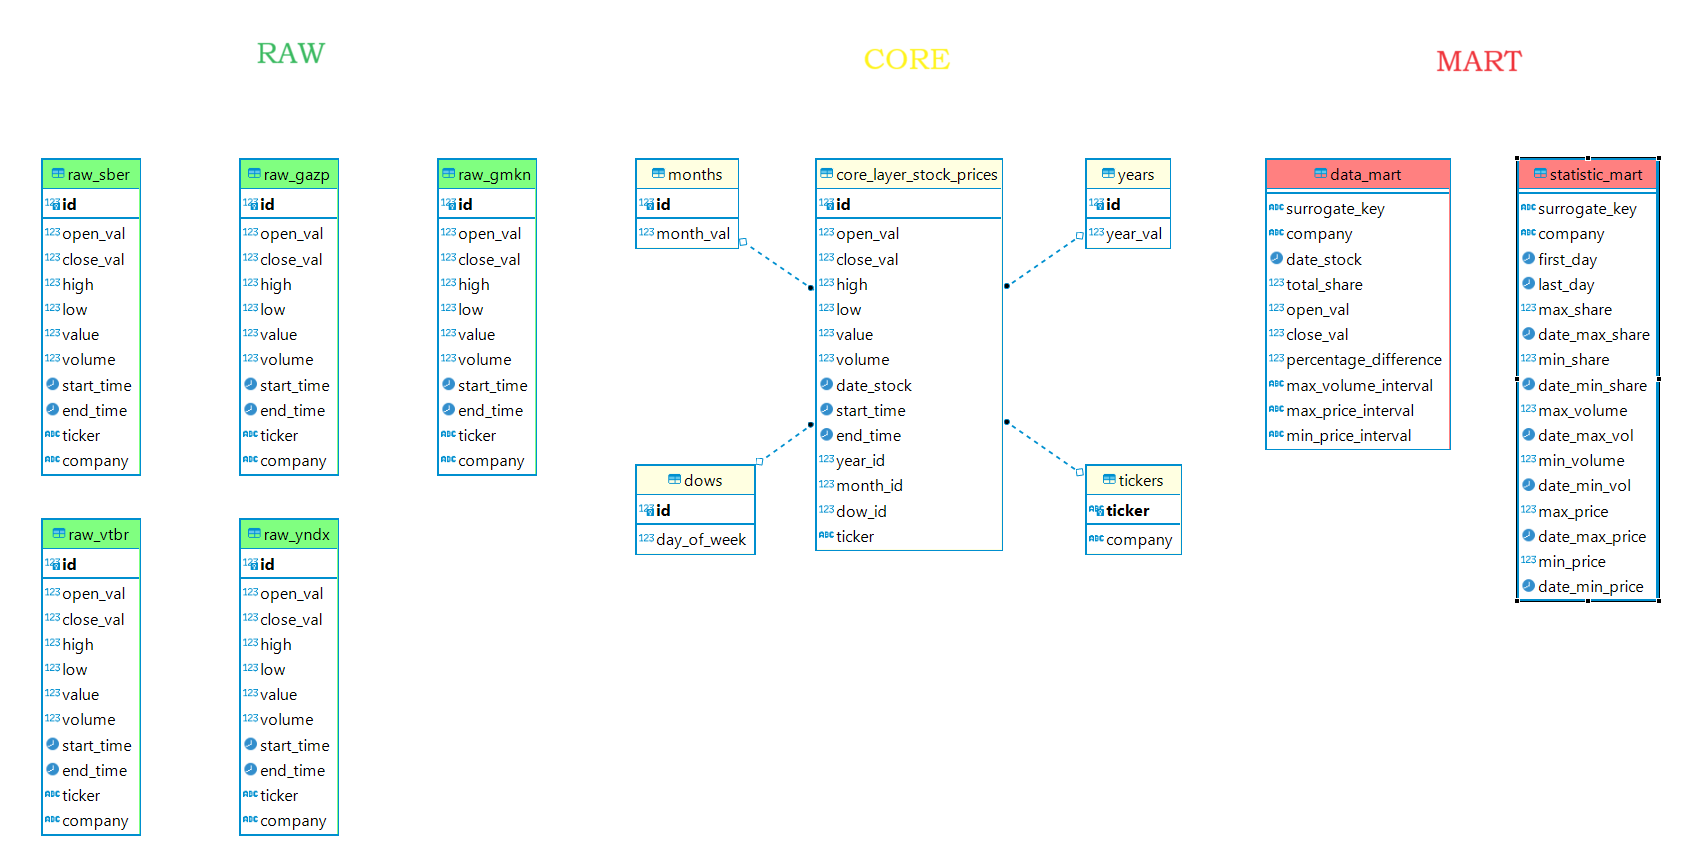 RAW
CORE
MART
raw_sber
id
open_val
close_val
high
low
value
volume
start_time
end_time
ticker
company
raw_gazp
id
open_val
close_val
high
low
value
volume
start_time
end_time
ticker
company
raw_gmkn
id
open_val
close_val
high
low
value
volume
start_time
end_time
ticker
company
raw_vtbr
id
open_val
close_val
high
low
value
volume
start_time
end_time
ticker
company
raw_yndx
id
open_val
close_val
high
low
value
volume
start_time
end_time
ticker
company
months
id
month_val
dows
id
day_of_week
core_layer_stock_prices
id
open_val
close_val
high
low
value
volume
date_stock
start_time
end_time
year_id
month_id
dow_id
ticker
years
id
year_val
tickers
ticker
company
data_mart
surrogate_key
company
date_stock
total_share
open_val
close_val
percentage_difference
max_volume_interval
max_price_interval
min_price_interval
statistic_mart
surrogate_key
company
first_day
last_day
max_share
date_max_share
min_share
date_min_share
max_volume
date_max_vol
min_volume
date_min_vol
max_price
date_max_price
min_price
date_min_price